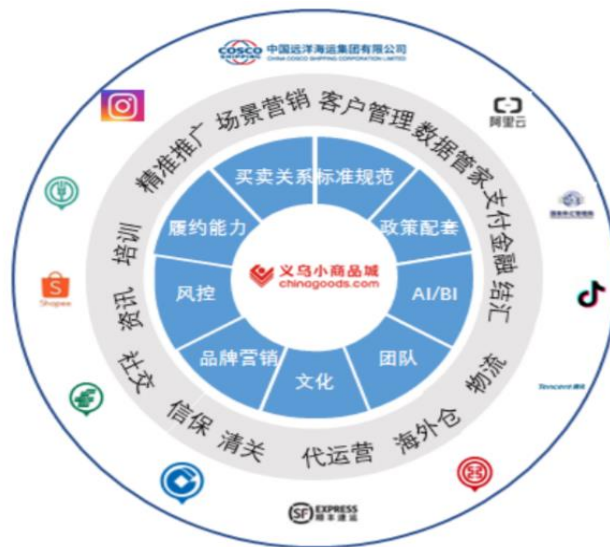 COSCO SHIPPING
中国远洋海运集团有限公司
CHINA COSCO SHIPPING CORPORATION LIMITED
阿里云
Tencent 腾讯
SF EXPRESS
顺丰速运
Shopee
场景营销
客户管理
数据管家
支付金融
结汇
物流
海外仓
代运营
清关
信保
社交
资讯
培训
精准推广
买卖关系
标准规范
政策配套
AI/BI
团队
文化
品牌营销
风控
履约能力
义乌小商品城
chinagoods.com